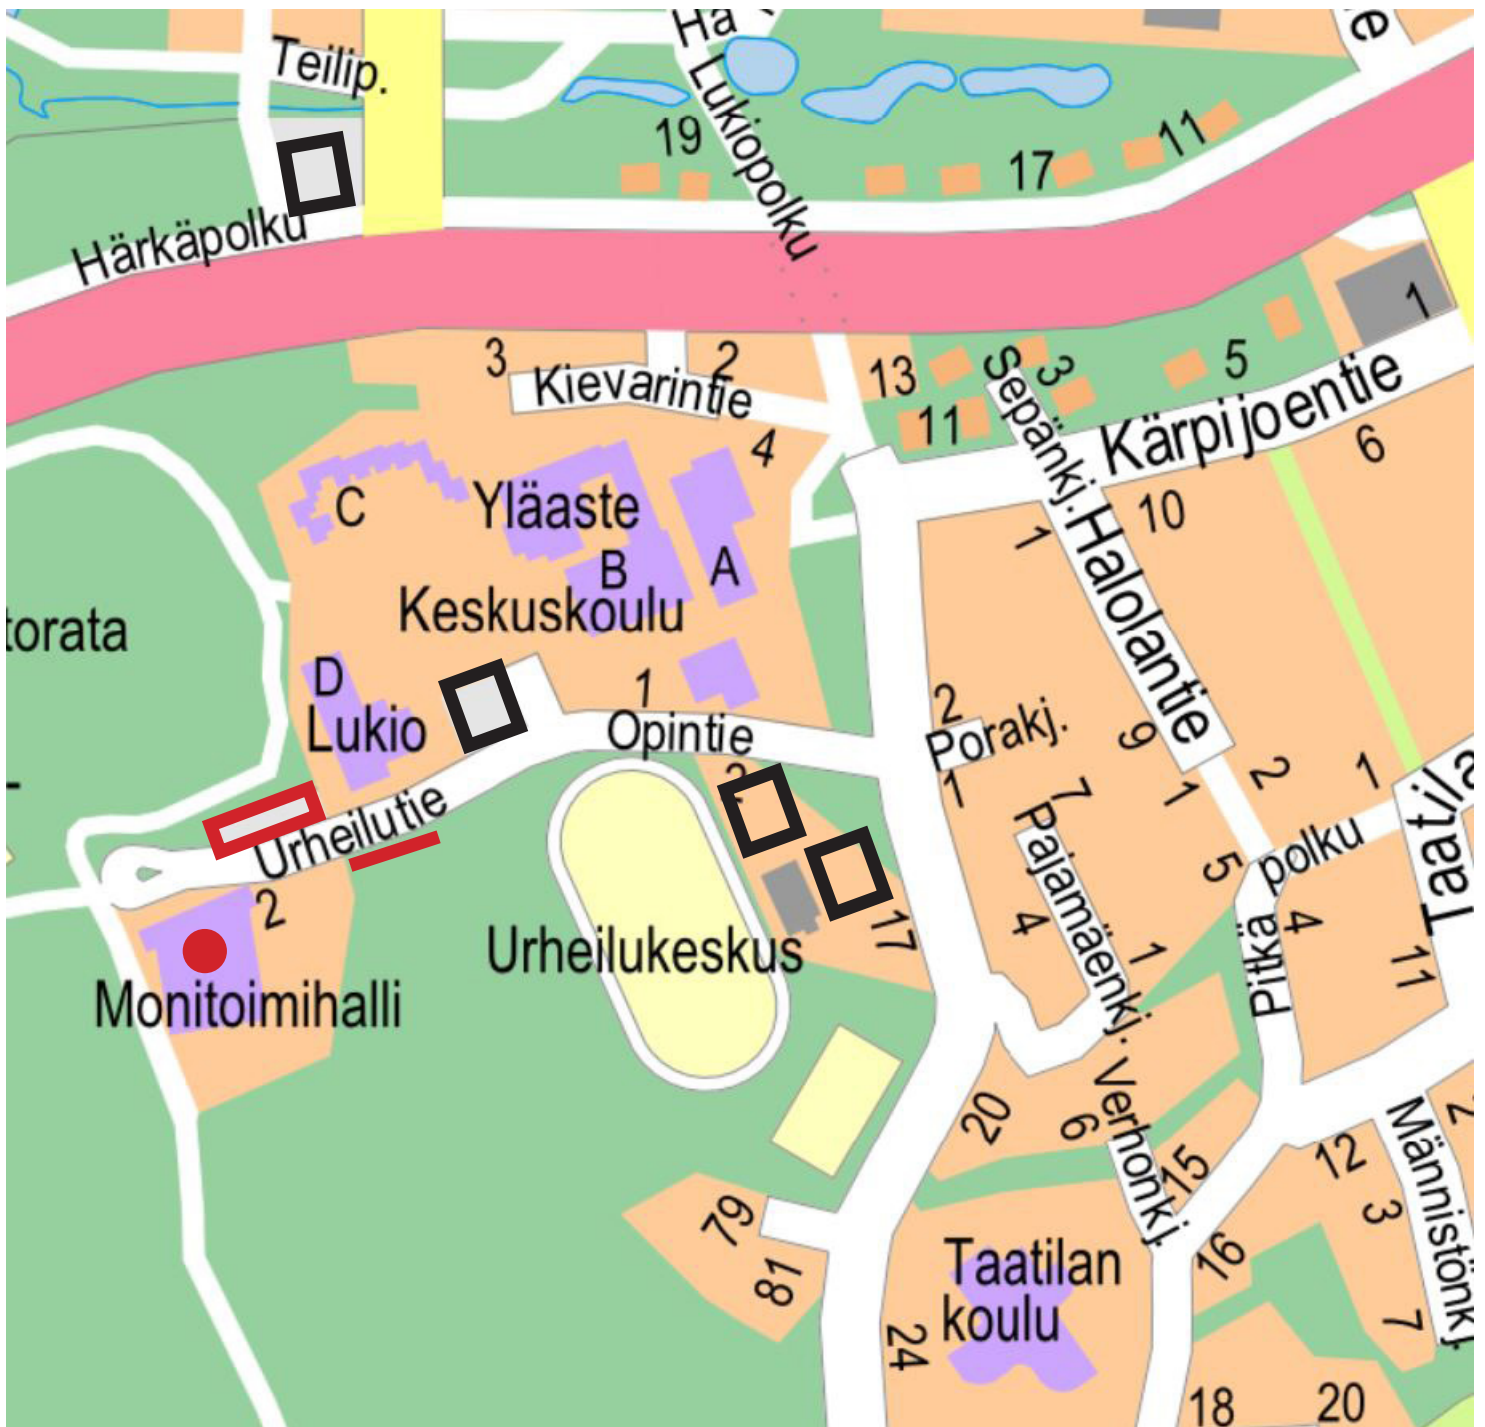 Teilip.
Ha
Lukiopolku
e
19
17
11
Härkäpolku
1
3
2
Kievarintie
13
Sepänkj.
3
5
11
Kärpijoentie
4
6
C
Yläaste
10
B
A
1
Halolantie
Keskuskoulu
torata
D
1
2
Lukio
Opintie
Porakj.
9
2
1
2
1
7
1
Urheilutie
Pajamäenkj.
polku
Taatila
5
2
4
17
4
Urheilukeskus
1
11
Pitkä
Monitoimihalli
Verhonkj.
20
6
15
12
Männistönkj.
2
3
79
16
81
Taatilan
koulu
24
7
18
20